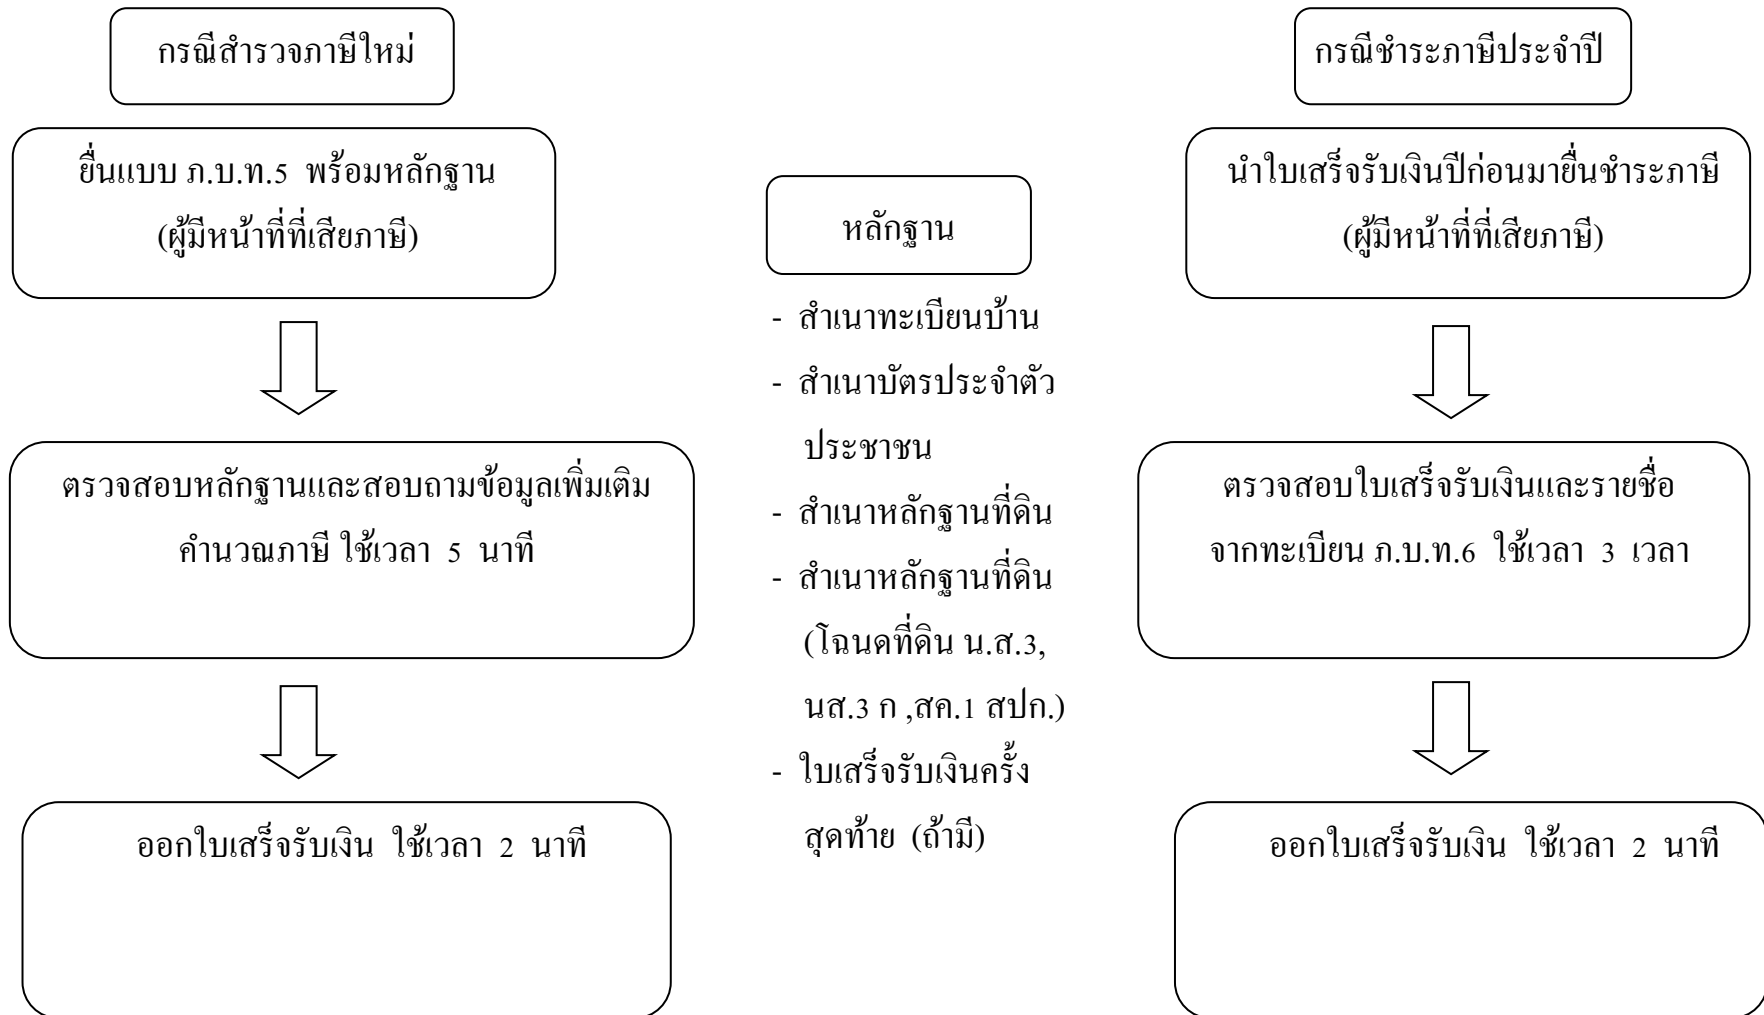 กรณีสำรวจภาษีใหม่
ยื่นแบบ ภ.บ.ท.5 พร้อมหลักฐาน
(ผู้มีหน้าที่ที่เสียภาษี)
ตรวจสอบหลักฐานและสอบถามข้อมูลเพิ่มเติม
คำนวณภาษี ใช้เวลา 5 นาที
ออกใบเสร็จรับเงิน ใช้เวลา 2 นาที
หลักฐาน
- สำเนาทะเบียนบ้าน
- สำเนาบัตรประจำตัว
ประชาชน
- สำเนาหลักฐานที่ดิน
- สำเนาหลักฐานที่ดิน
(โฉนดที่ดิน น.ส.3,
นส.3 ก ,สค.1 สปก.)
- ใบเสร็จรับเงินครั้ง
สุดท้าย (ถ้ามี)
กรณีชำระภาษีประจำปี
นำใบเสร็จรับเงินปีก่อนมายื่นชำระภาษี
(ผู้มีหน้าที่ที่เสียภาษี)
ตรวจสอบใบเสร็จรับเงินและรายชื่อ
จากทะเบียน ภ.บ.ท.6 ใช้เวลา 3 เวลา
ออกใบเสร็จรับเงิน ใช้เวลา 2 นาที